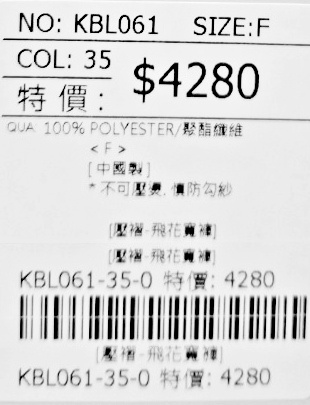 NO: KBL061 SIZE:F
COL: 35
特價: $4280
QUA: 100% POLYESTER/聚酯纖維
<F>
[中國製]
*不可壓燙.慎防勾紗
[壓褶-飛花寬褲]
[壓褶-飛花寬褲]
KBL061-35-0 特價: 4280
[壓褶-飛花寬褲]
KBL061-35-0 特價: 4280